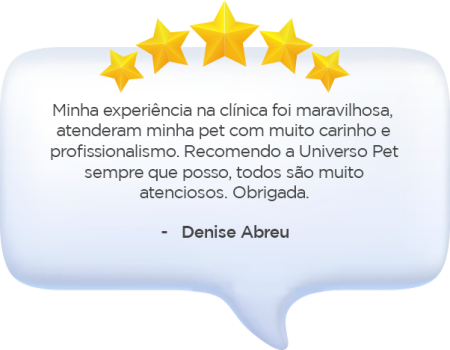 Minha experiência na clínica foi maravilhosa,
atenderam minha pet com muito carinho e
profissionalismo. Recomendo a Universo Pet
sempre que posso, todos são muito
atenciosos. Obrigada.
- Denise Abreu